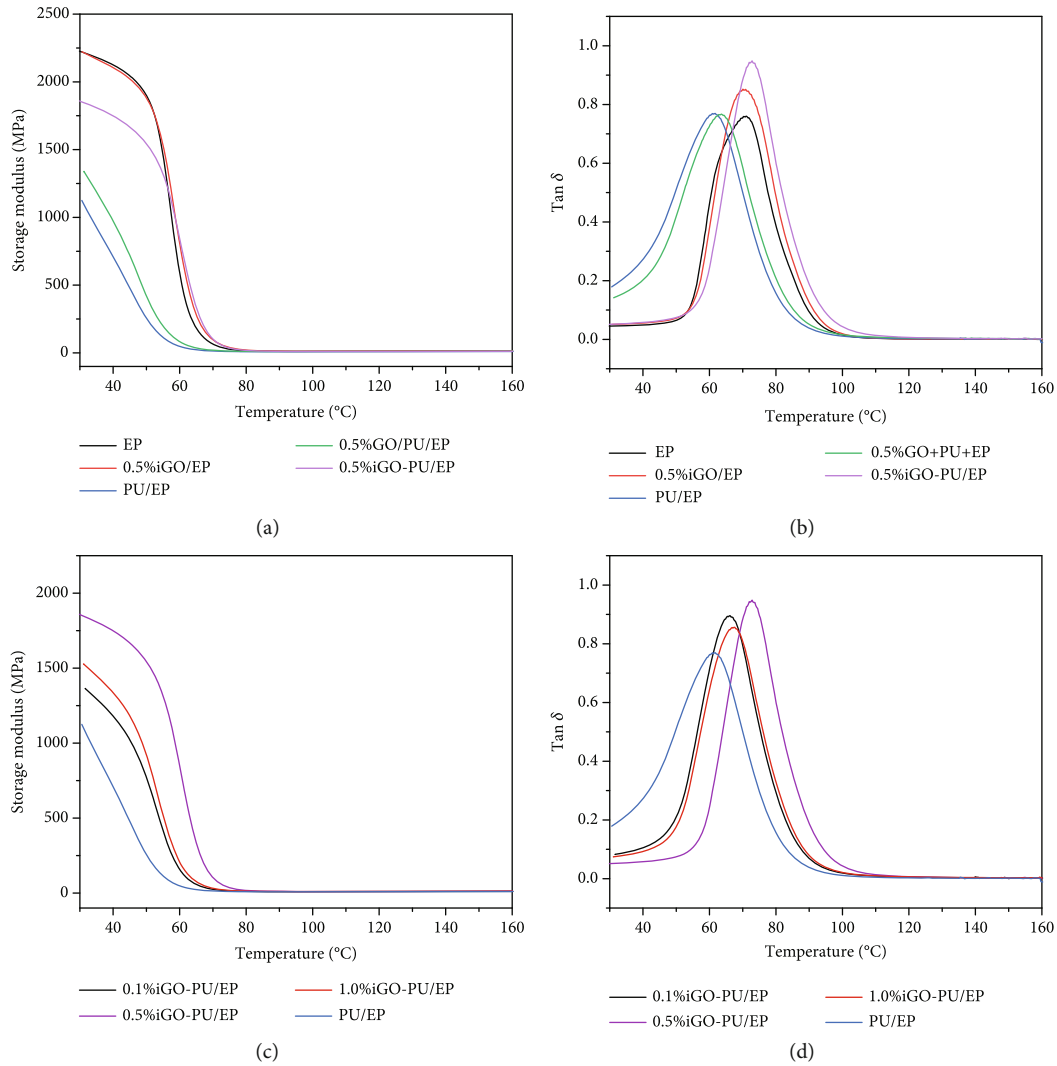 2500
2000
1500
1000
500
0
Storage modulus (MPa)
40 60 80 100 120 140 160
Temperature (°C)
EP
0.5%GO/PU/EP
0.5%iGO/EP
0.5%iGO-PU/EP
PU/EP
(a)
1.0
0.8
0.6
0.4
0.2
0.0
Tan δ
40 60 80 100 120 140 160
Temperature (°C)
EP
0.5%GO+PU+EP
0.5%iGO/EP
0.5%iGO-PU/EP
PU/EP
(b)
2000
1500
1000
500
0
Storage modulus (MPa)
40 60 80 100 120 140 160
Temperature (°C)
0.1%iGO-PU/EP
1.0%iGO-PU/EP
0.5%iGO-PU/EP
PU/EP
(c)
1.0
0.8
0.6
0.4
0.2
0.0
Tan δ
40 60 80 100 120 140 160
Temperature (°C)
0.1%iGO-PU/EP
1.0%iGO-PU/EP
0.5%iGO-PU/EP
PU/EP
(d)